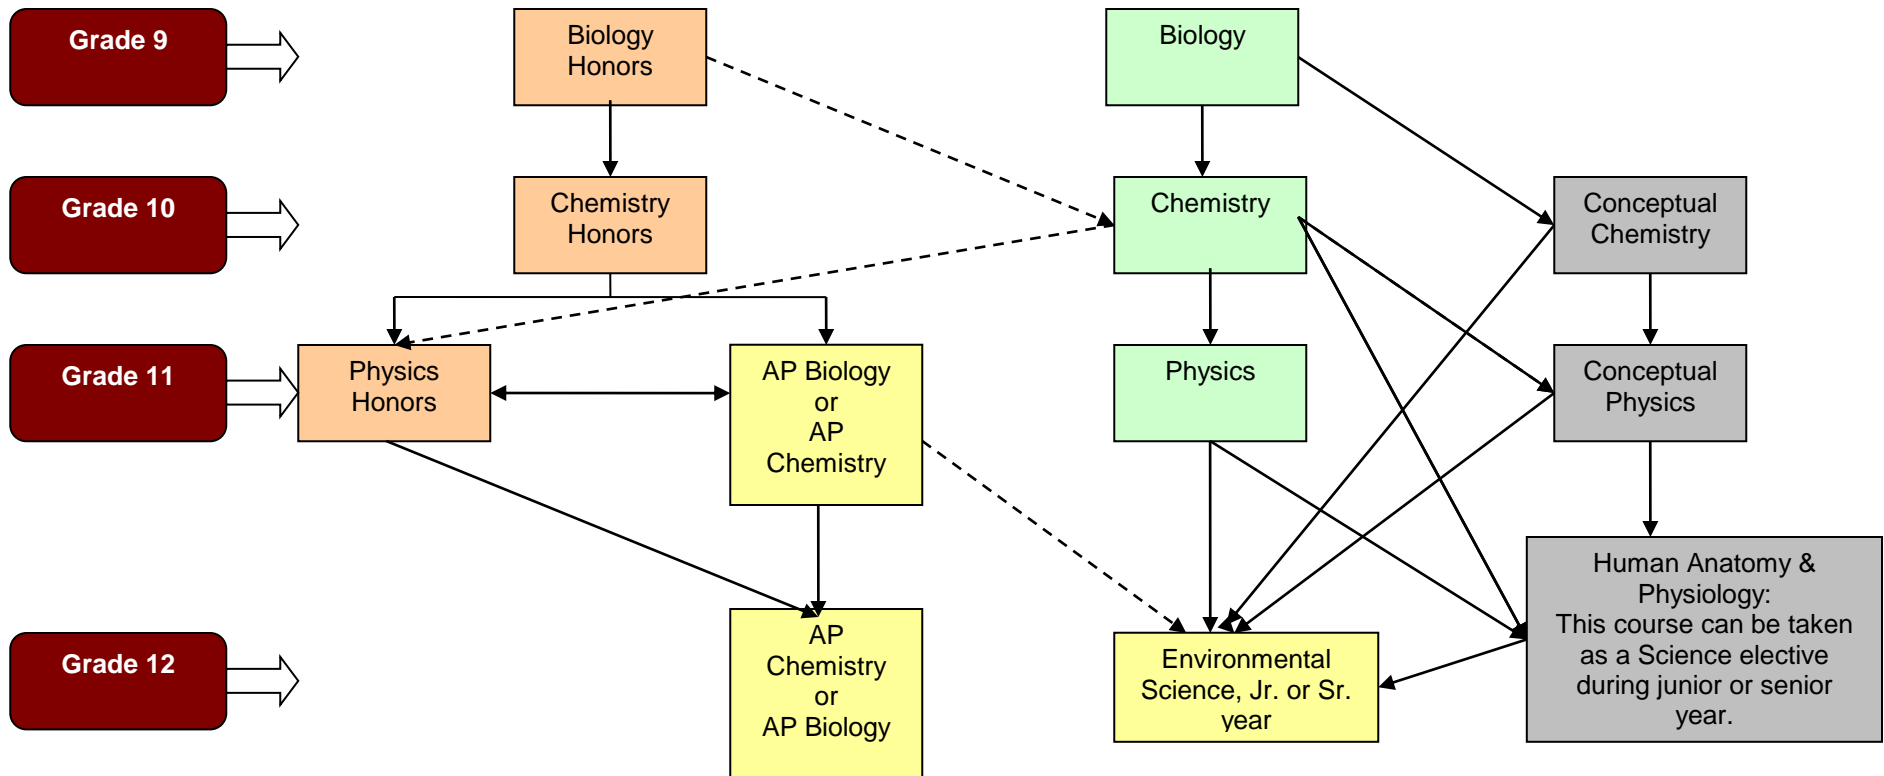 Grade 9
Biology
Honors
Biology
Grade 10
Chemistry
Honors
Chemistry
Conceptual
Chemistry
Grade 11
Physics
Honors
AP Biology
or
AP
Chemistry
Physics
Conceptual
Physics
Grade 12
AP
Chemistry
or
AP Biology
Environmental
Science, Jr. or Sr.
year
Human Anatomy &
Physiology:
This course can be taken
as a Science elective
during junior or senior
year.